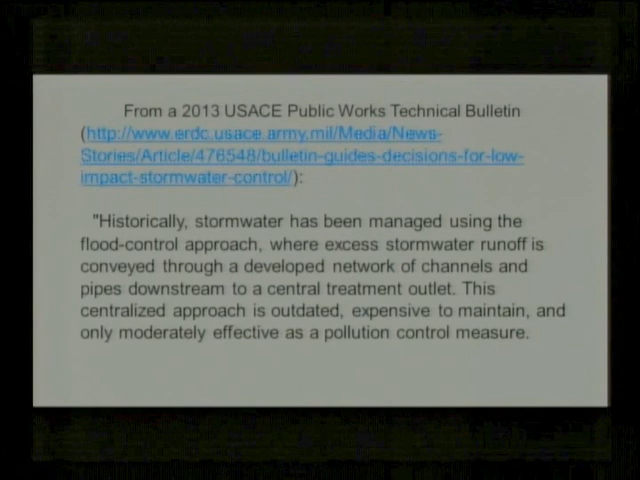 From a 2013 USACE Public Works Technical Bulletin
(http://www.erdc.usace.army.mil/Media/News-
Stories/Article/476548/bulletin-guides-decisions-for-low-
impact-stormwater-control/):
"Historically, stormwater has been managed using the
flood-control approach, where excess stormwater runoff is
conveyed through a developed network of channels and
pipes downstream to a central treatment outlet. This
centralized approach is outdated, expensive to maintain, and
only moderately effective as a pollution control measure.